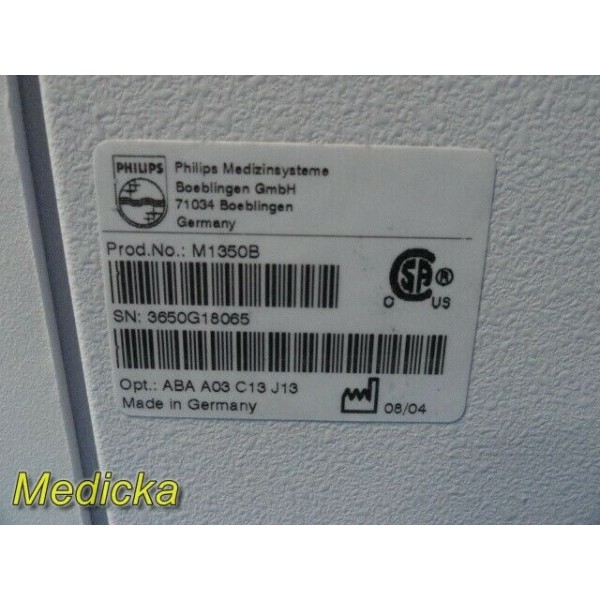 PHILIPS
Philips Medizinsysteme
Boeblingen GmbH
71034 Boeblingen
Germany
Prod.No.: M1350B
SA ®
C US
SN: 3650G18065
Opt.: ABA A03 C13 J13
Made in Germany
08/04
Medicka